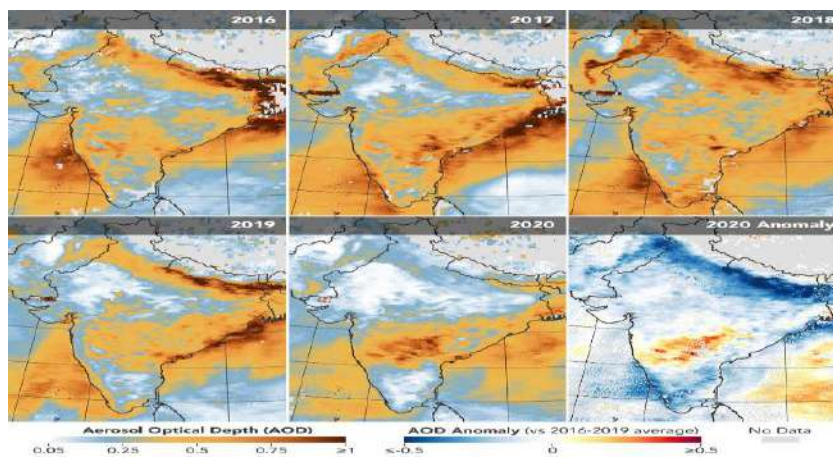 2016
2017
2018
2019
2020
2020 Anomaly
Aerosol Optical Depth (AOD)
0.05 0.25 0.5 0.75 ≥1
AOD Anomaly (vs 2016-2019 average)
≤-0.5 0 ≥0.5
No Data